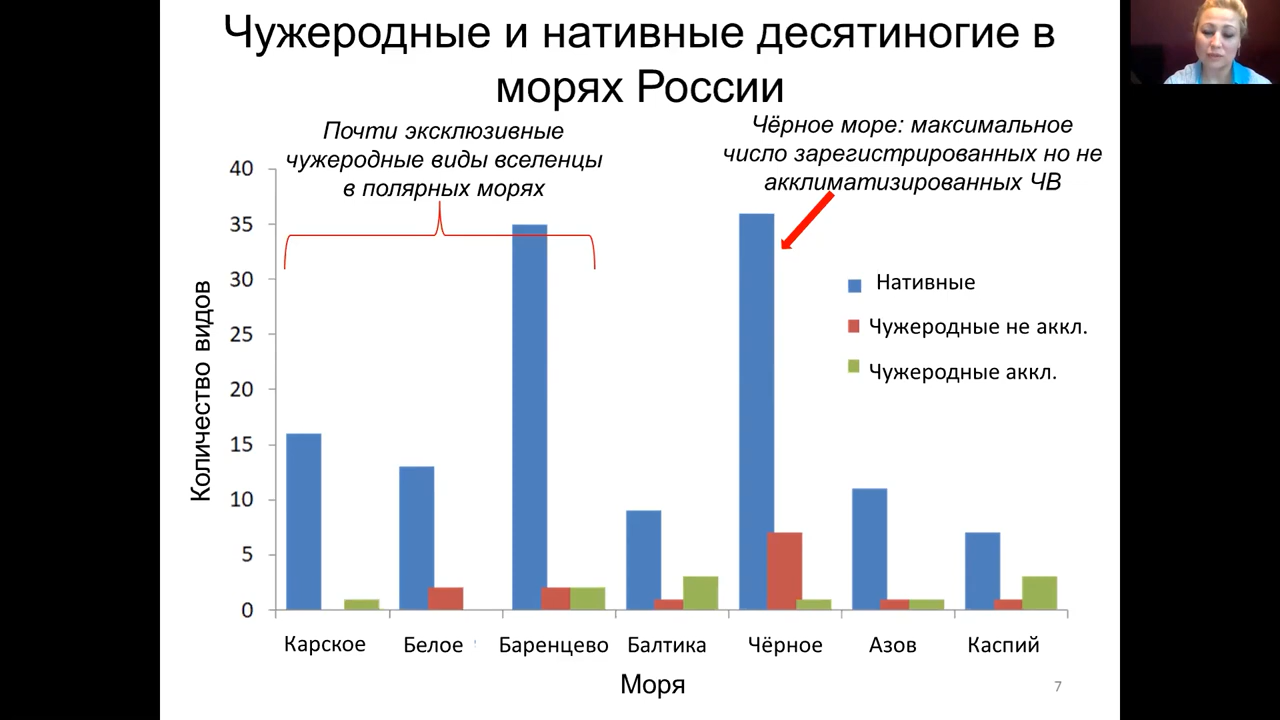 Чужеродные и нативные десятиногие в
морях России
Почти эксклюзивные
чужеродные виды вселенцы
в полярных морях
Чёрное море: максимальное
число зарегистрированных но не
акклиматизированных ЧВ
Количество видов
40
35
30
25
20
15
10
5
0
Нативные
Чужеродные не аккл.
Чужеродные аккл.
Карское
Белое
Баренцево
Балтика
Чёрное
Азов
Каспий
Моря
7